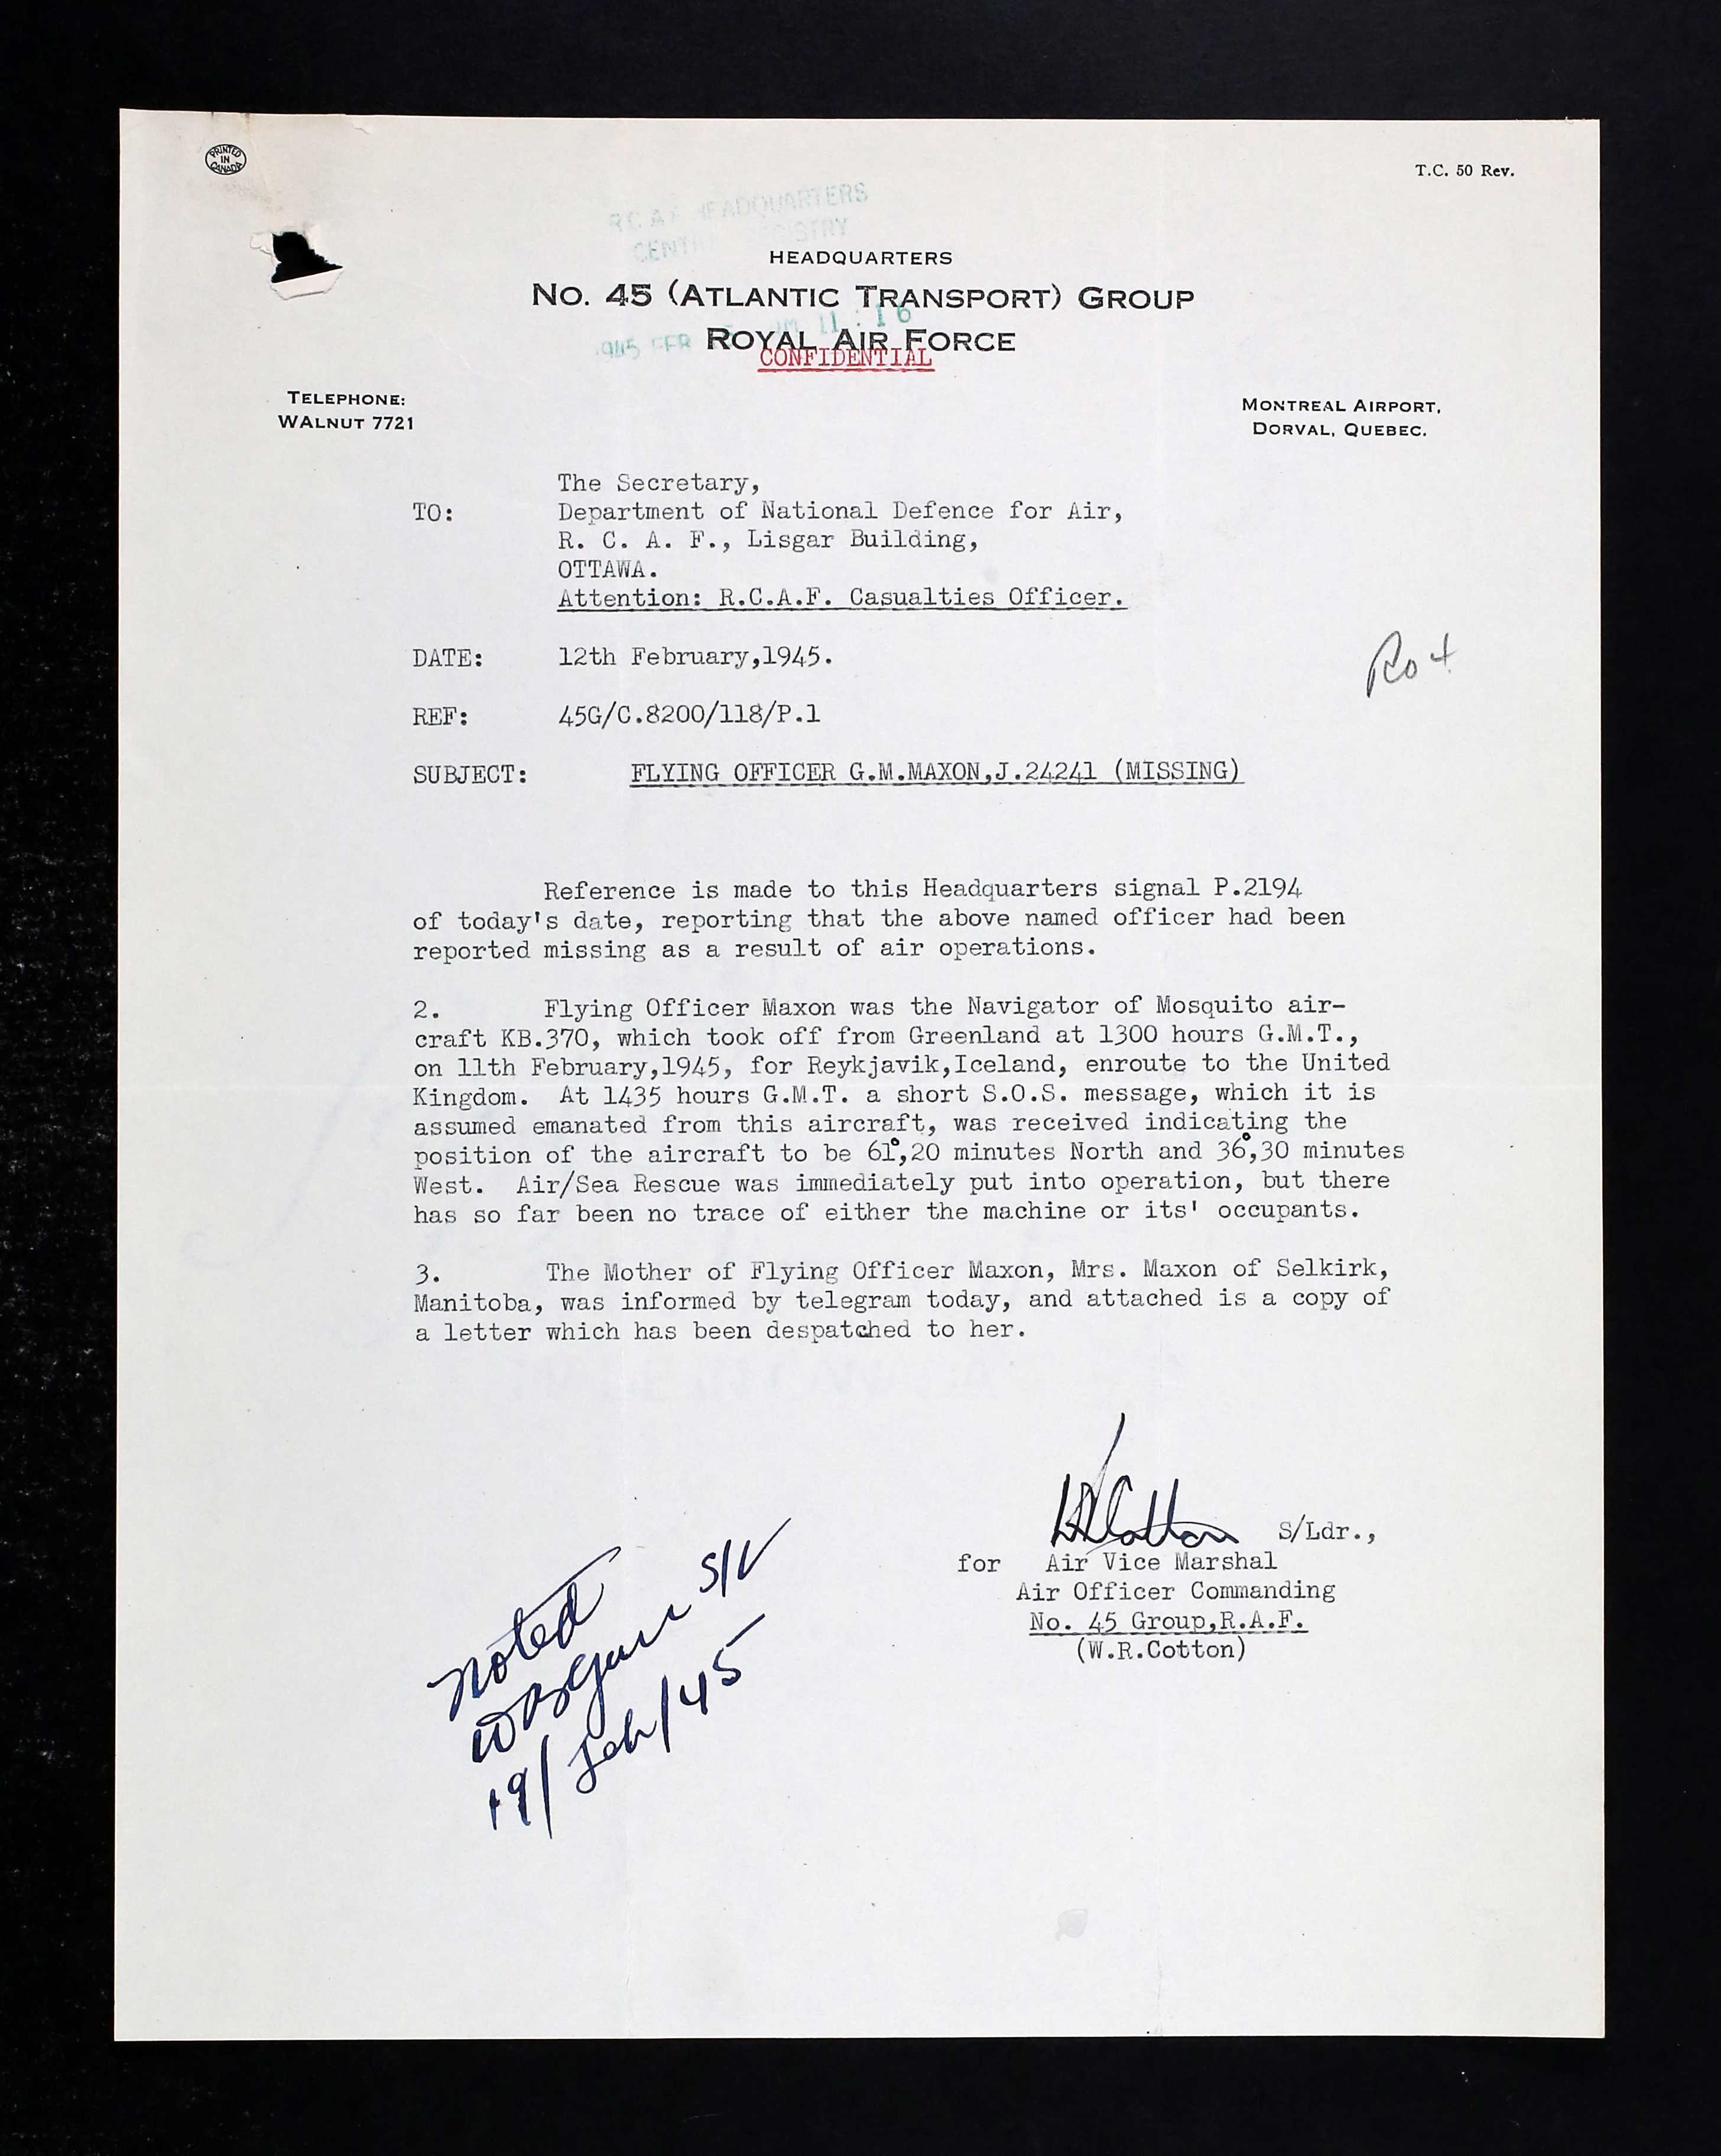 PRINTED
IN
CANADA
T.C. 50 Rev.
R.C.A.F. HEADQUARTERS
HEADQUARTERS
No. 45 (Atlantic Transport) Group
1945 FEB 11:16
Royal Air Force
CONFIDENTIAL
Telephone:
WAlnut 7721
Montreal Airport,
Dorval, Quebec.
The Secretary,
TO: Department of National Defence for Air,
R. C. A. F., Lisgar Building,
OTTAWA.
Attention: R.C.A.F. Casualties Officer.
DATE: 12th February,1945.
REF: 45G/C.8200/118/P.1
SUBJECT: FLYING OFFICER G.M.MAXON,J.24241 (MISSING)
Reference is made to this Headquarters signal P.2194
of today's date, reporting that the above named officer had been
reported missing as a result of air operations.
2. Flying Officer Maxon was the Navigator of Mosquito air-
craft KB.370, which took off from Greenland at 1300 hours G.M.T.,
on 11th February,1945, for Reykjavik,Iceland, enroute to the United
Kingdom. At 1435 hours G.M.T. a short S.O.S. message, which it is
assumed emanated from this aircraft, was received indicating the
position of the aircraft to be 61°,20 minutes North and 36°,30 minutes
West. Air/Sea Rescue was immediately put into operation, but there
has so far been no trace of either the machine or its' occupants.
3. The Mother of Flying Officer Maxon, Mrs. Maxon of Selkirk,
Manitoba, was informed by telegram today, and attached is a copy of
a letter which has been despatched to her.
WRCotton S/Ldr.,
for Air Vice Marshal
Air Officer Commanding
No. 45 Group,R.A.F.
(W.R.Cotton)
Noted
19/Feb/45